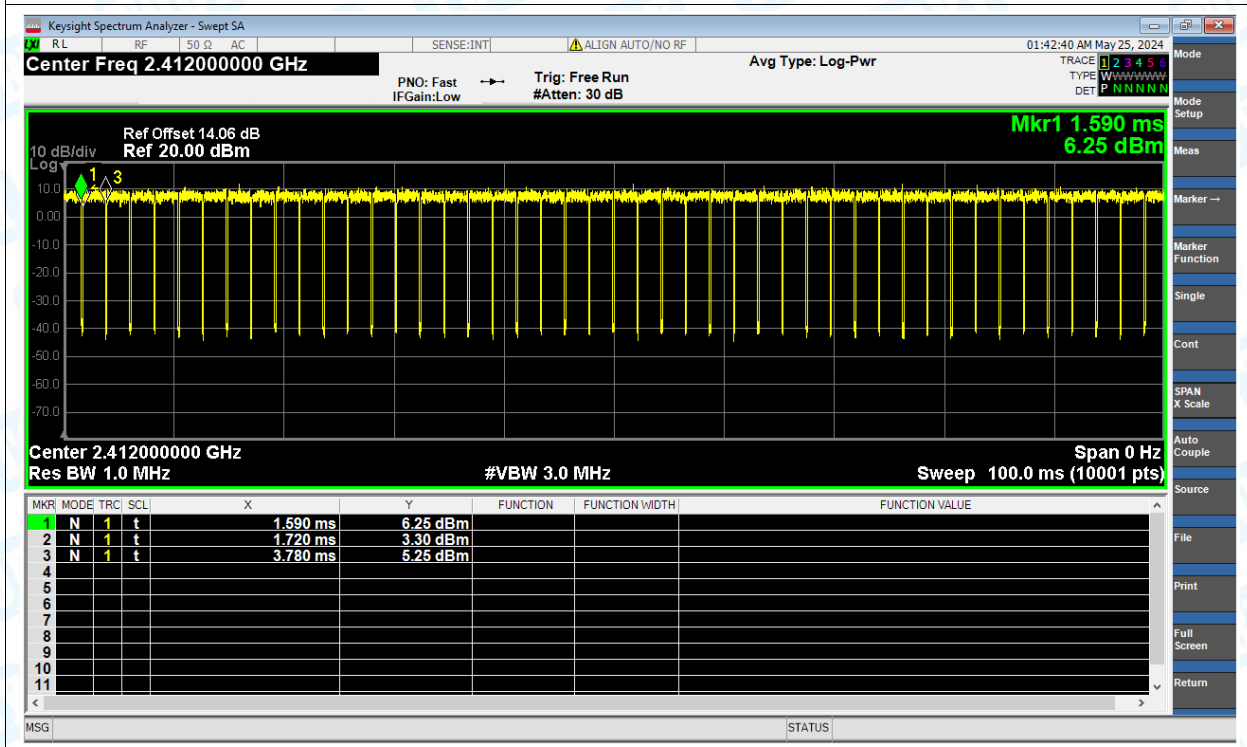 Keysight Spectrum Analyzer - Swept SA
LXI RL RF 50 Ω AC SENSE:INT ALIGN AUTO/NO RF 01:42:40 AM May 25, 2024
Center Freq 2.412000000 GHz
PNO: Fast
IFGain:Low
Trig: Free Run
#Atten: 30 dB
Avg Type: Log-Pwr
TRACE 1 2 3 4 5 6
TYPE WWWWWW
DET P N N N N N
Mkr1 1.590 ms
6.25 dBm
Ref Offset 14.06 dB
10 dB/div Ref 20.00 dBm
Log
1
2
3
10.0
0.00
-10.0
-20.0
-30.0
-40.0
-50.0
-60.0
-70.0
Center 2.412000000 GHz Span 0 Hz
Res BW 1.0 MHz #VBW 3.0 MHz Sweep 100.0 ms (10001 pts)
MKR MODE TRC SCL X Y FUNCTION FUNCTION WIDTH FUNCTION VALUE
1 N 1 t 1.590 ms 6.25 dBm
2 N 1 t 1.720 ms 3.30 dBm
3 N 1 t 3.780 ms 5.25 dBm
4
5
6
7
8
9
10
11
MSG STATUS
Mode
Mode
Setup
Meas
Marker →
Marker
Function
Single
Cont
SPAN
X Scale
Auto
Couple
Source
File
Print
Full
Screen
Return